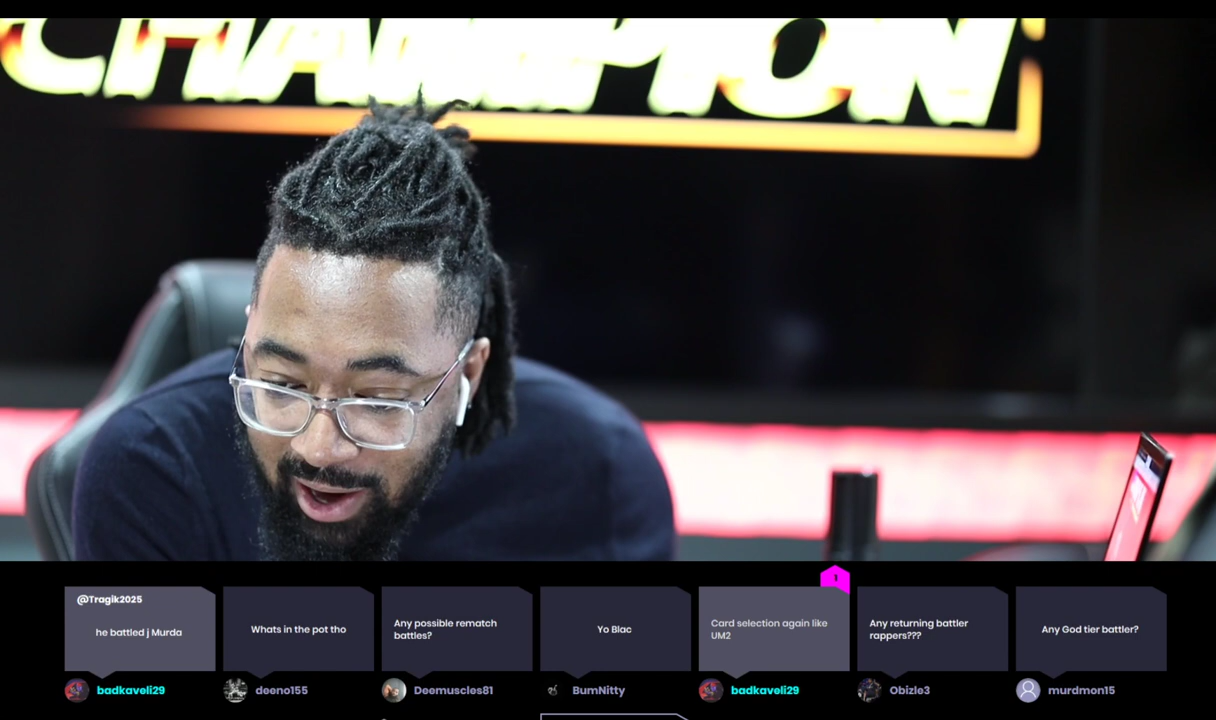 CHAMPION
@Tragik2025
he battled j Murda
Whats in the pot tho
Any possible rematch
battles?
Yo Blac
Card selection again like
UM2
Any returning battler
rappers???
Any God tier battler?
badkaveli29
deeno155
Deemuscles81
BumNitty
badkaveli29
Obizle3
murdmon15